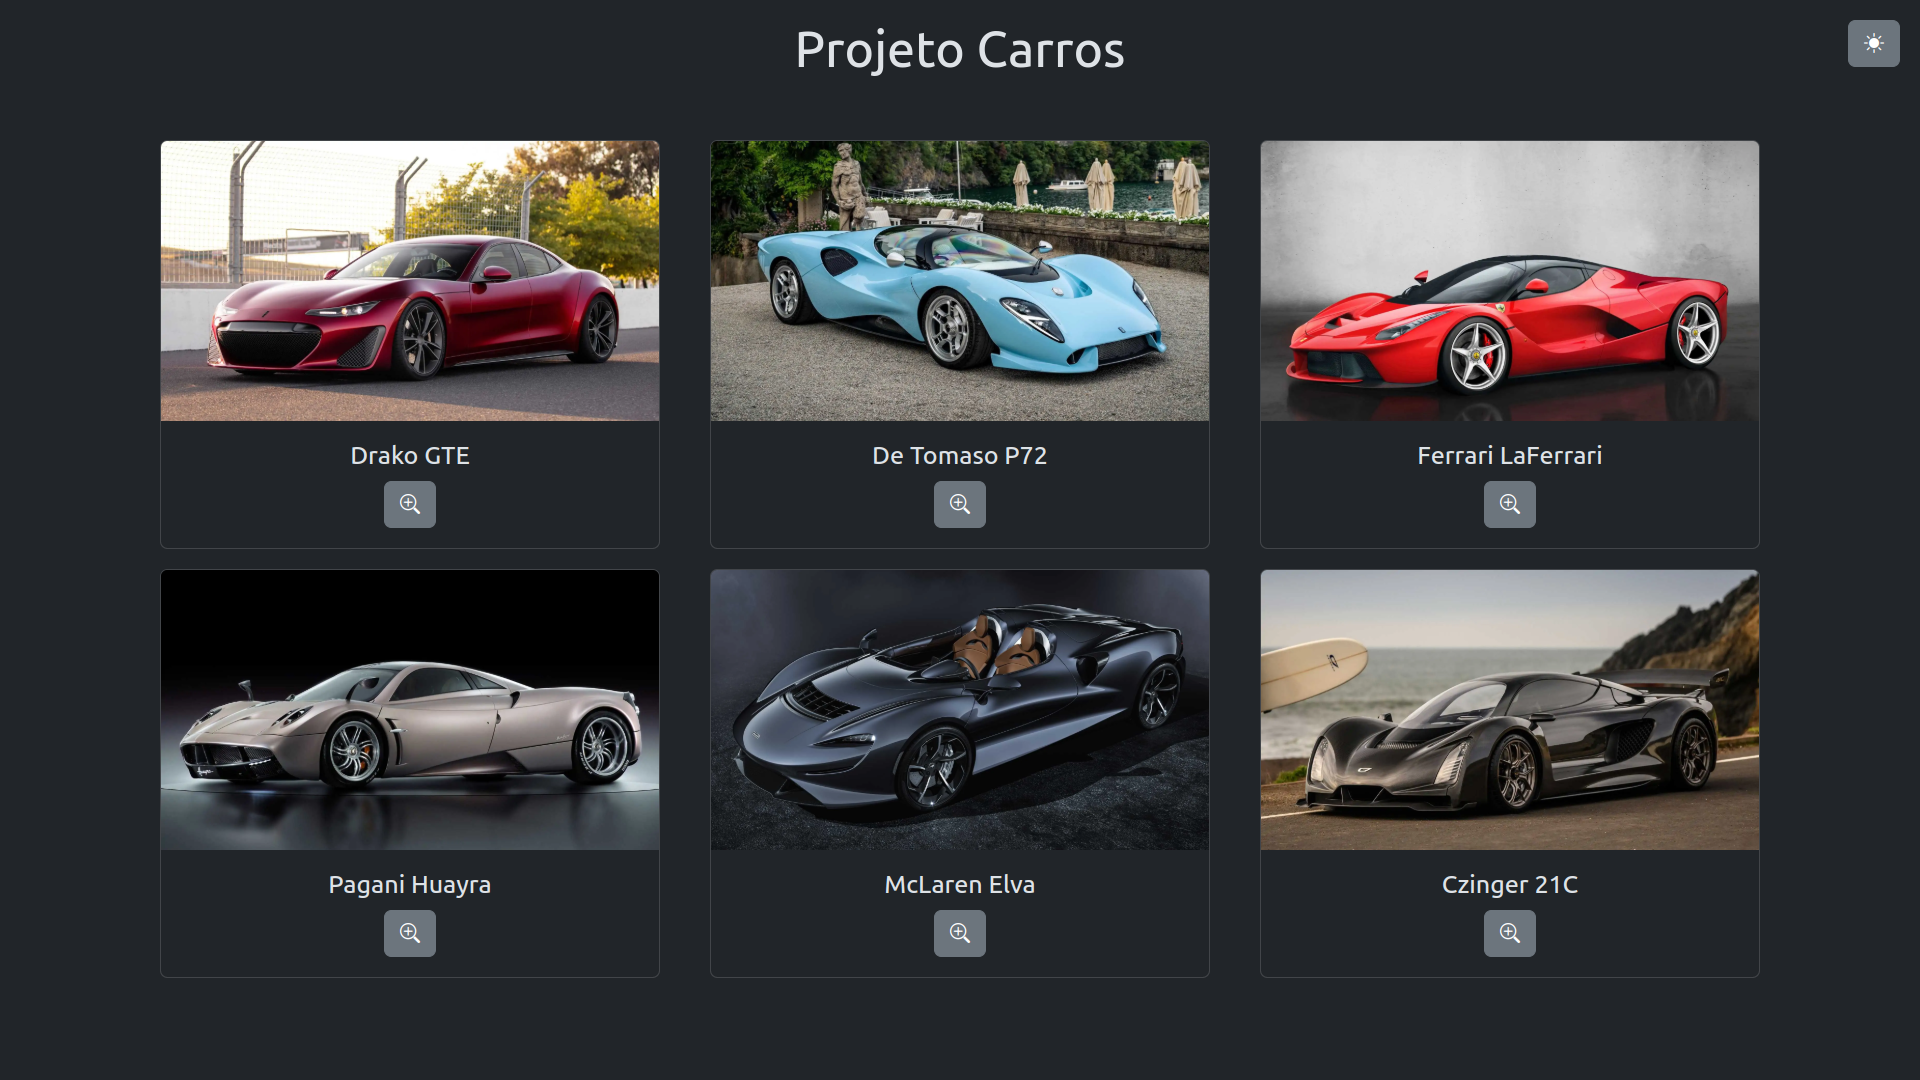 Projeto Carros
Drako GTE
De Tomaso P72
Ferrari LaFerrari
Pagani Huayra
McLaren Elva
Czinger 21C